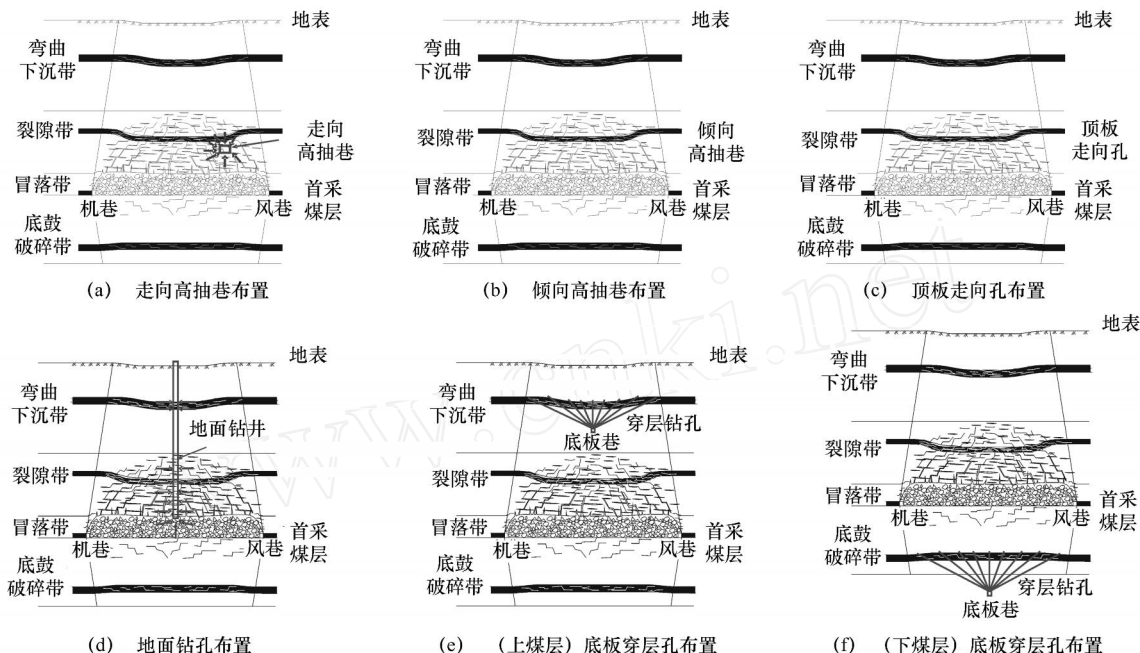 地表
弯曲
下沉带
裂隙带
走向
高抽巷
冒落带
首采
煤层
机巷
风巷
底鼓
破碎带
(a) 走向高抽巷布置
地表
弯曲
下沉带
裂隙带
倾向
高抽巷
冒落带
首采
煤层
机巷
风巷
底鼓
破碎带
(b) 倾向高抽巷布置
地表
弯曲
下沉带
裂隙带
顶板
走向孔
冒落带
首采
煤层
机巷
风巷
底鼓
破碎带
(c) 顶板走向孔布置
地表
弯曲
下沉带
地面钻井
裂隙带
冒落带
首采
煤层
机巷
风巷
底鼓
破碎带
(d) 地面钻孔布置
地表
弯曲
下沉带
穿层钻孔
底板巷
裂隙带
冒落带
首采
煤层
机巷
风巷
底鼓
破碎带
(e) (上煤层) 底板穿层孔布置
地表
弯曲
下沉带
裂隙带
冒落带
首采
煤层
机巷
风巷
底鼓
破碎带
穿层钻孔
底板巷
(f) (下煤层) 底板穿层孔布置
www.cnki.net